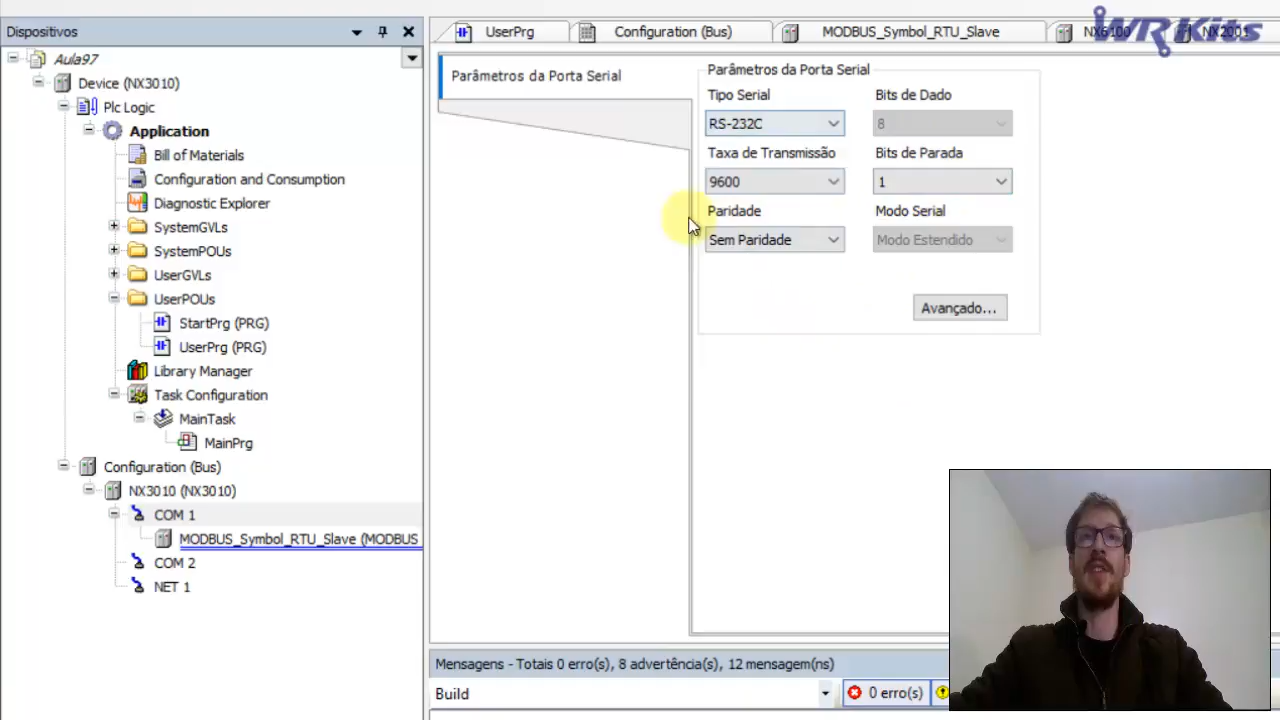 Dispositivos
Aula97
Device (NX3010)
Plc Logic
Application
Bill of Materials
Configuration and Consumption
Diagnostic Explorer
SystemGVLs
SystemPOUs
UserGVLs
UserPOUs
StartPrg (PRG)
UserPrg (PRG)
Library Manager
Task Configuration
MainTask
MainPrg
Configuration (Bus)
NX3010 (NX3010)
COM 1
MODBUS_Symbol_RTU_Slave (MODBUS
COM 2
NET 1
UserPrg Configuration (Bus) MODBUS_Symbol_RTU_Slave NX6100 NX2001
WR Kits
Parâmetros da Porta Serial
Parâmetros da Porta Serial
Tipo Serial Bits de Dado
RS-232C 8
Taxa de Transmissão Bits de Parada
9600 1
Paridade Modo Serial
Sem Paridade Modo Estendido
Avançado...
Mensagens - Totais 0 erro(s), 8 advertência(s), 12 mensagem(ns)
Build 0 erro(s)